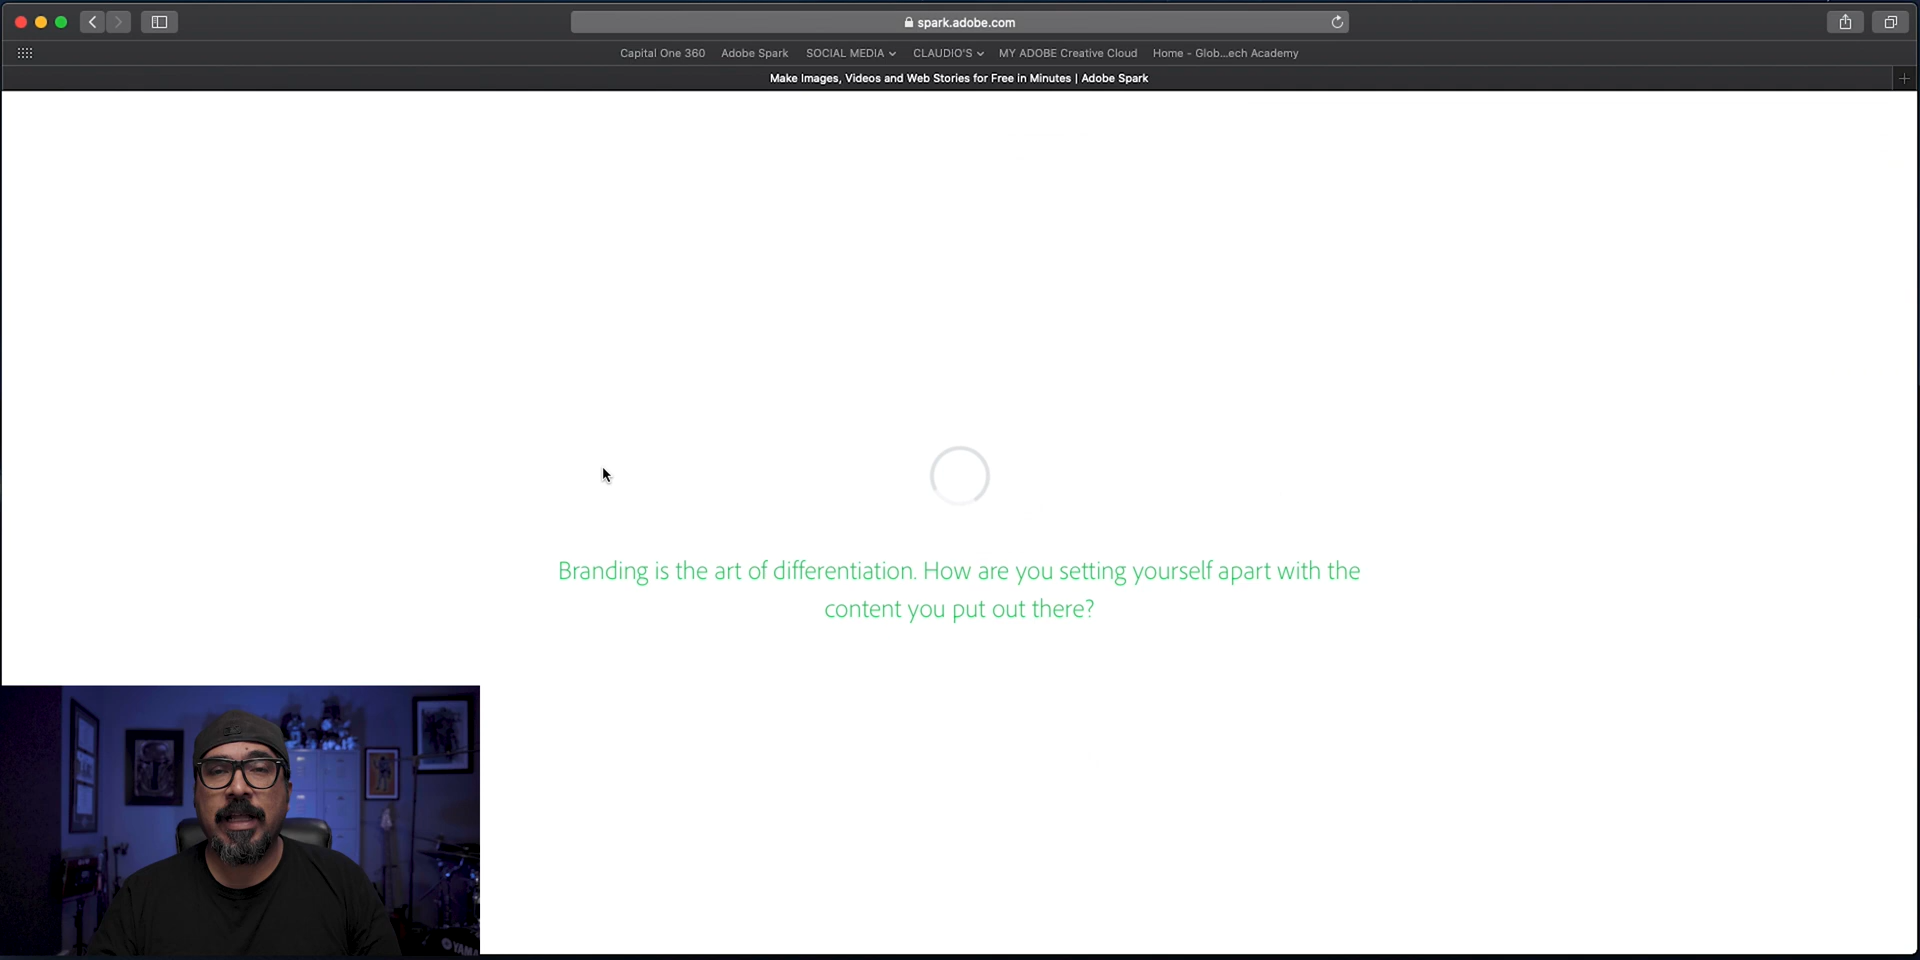 spark.adobe.com
Capital One 360 Adobe Spark SOCIAL MEDIA CLAUDIO'S MY ADOBE Creative Cloud Home - Glob...ech Academy
Make Images, Videos and Web Stories for Free in Minutes | Adobe Spark
Branding is the art of differentiation. How are you setting yourself apart with the
content you put out there?
YAMA